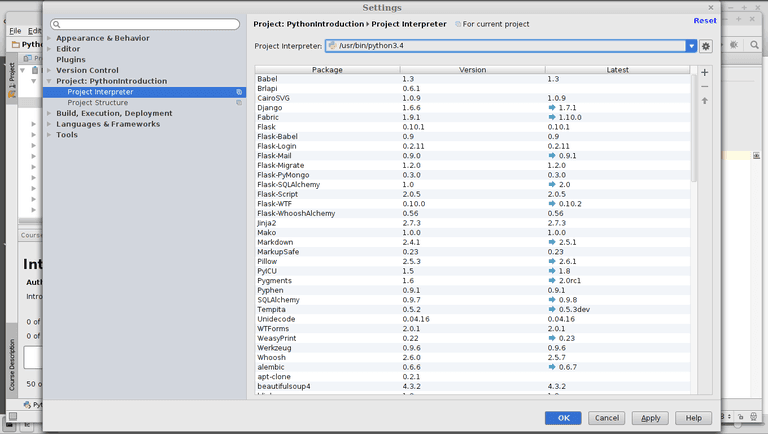 Settings
File Edit
Pytho
Project: PythonIntroduction › Project Interpreter For current project Reset
Appearance & Behavior
Editor
Plugins
Version Control
Project: PythonIntroduction
Project Interpreter
Project Structure
Build, Execution, Deployment
Languages & Frameworks
Tools
Project Interpreter: /usr/bin/python3.4
Package Version Latest
Babel 1.3 1.3
Brlapi 0.6.1
CairoSVG 1.0.9 1.0.9
Django 1.6.6 1.7.1
Fabric 1.9.1 1.10.0
Flask 0.10.1 0.10.1
Flask-Babel 0.9 0.9
Flask-Login 0.2.11 0.2.11
Flask-Mail 0.9.0 0.9.1
Flask-Migrate 1.2.0 1.2.0
Flask-PyMongo 0.3.0 0.3.0
Flask-SQLAlchemy 1.0 2.0
Flask-Script 2.0.5 2.0.5
Flask-WTF 0.10.0 0.10.2
Flask-WhooshAlchemy 0.56 0.56
Jinja2 2.7.3 2.7.3
Mako 1.0.0 1.0.0
Markdown 2.4.1 2.5.1
MarkupSafe 0.23 0.23
Pillow 2.5.3 2.6.1
PyICU 1.5 1.8
Pygments 1.6 2.0rc1
Pyphen 0.9.1 0.9.1
SQLAlchemy 0.9.7 0.9.8
Tempita 0.5.2 0.5.3dev
Unidecode 0.04.16 0.04.16
WTForms 2.0.1 2.0.1
WeasyPrint 0.22 0.23
Werkzeug 0.9.6 0.9.6
Whoosh 2.6.0 2.5.7
alembic 0.6.6 0.6.7
apt-clone 0.2.1
beautifulsoup4 4.3.2 4.3.2
OK Cancel Apply Help
1: Project
Cours
Int
Auth
Intro
0 of
0 of
50 o
Course Description
Pyt